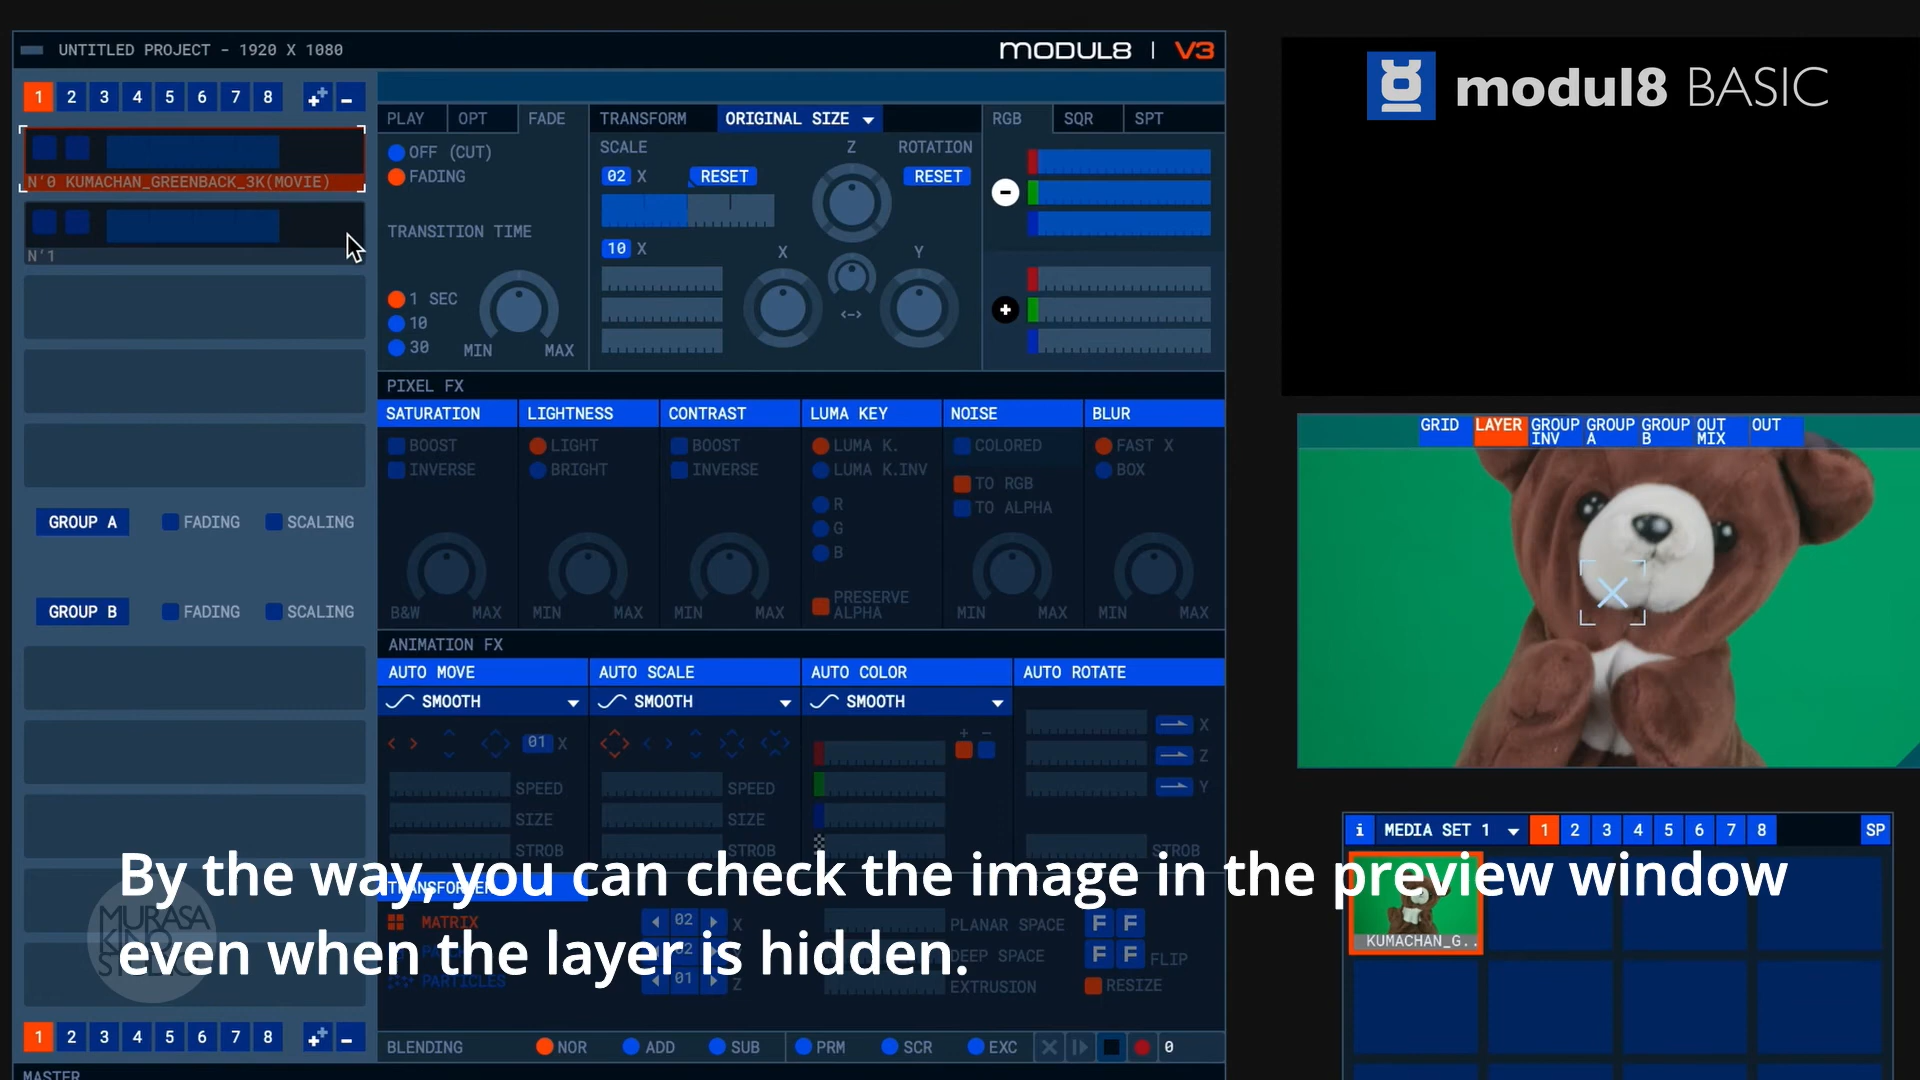 UNTITLED PROJECT - 1920 X 1080
MODUL8 | V3
modul8 BASIC
1 2 3 4 5 6 7 8
N'0 KUMACHAN_GREENBACK_3K(MOVIE)
N'1
GROUP A FADING SCALING
GROUP B FADING SCALING
1 2 3 4 5 6 7 8
MASTER
PLAY OPT FADE
OFF (CUT)
FADING
TRANSITION TIME
1 SEC
10
30
MIN MAX
TRANSFORM ORIGINAL SIZE
SCALE Z ROTATION
02 X RESET RESET
10 X X Y
<->
RGB SQR SPT
PIXEL FX
SATURATION LIGHTNESS CONTRAST LUMA KEY NOISE BLUR
BOOST LIGHT BOOST LUMA K. COLORED FAST X
INVERSE BRIGHT INVERSE LUMA K.INV TO RGB BOX
R TO ALPHA
G
B
PRESERVE
ALPHA
B&W MAX MIN MAX MIN MAX MIN MAX MIN MAX
ANIMATION FX
AUTO MOVE AUTO SCALE AUTO COLOR AUTO ROTATE
SMOOTH SMOOTH SMOOTH
01 X + - X
Z
SPEED SPEED Y
SIZE SIZE
STROB STROB STROB
MATRIX 02 X PLANAR SPACE F F
02 DEEP SPACE F F FLIP
PARTICLES 01 Z EXTRUSION RESIZE
BLENDING NOR ADD SUB PRM SCR EXC 0
GRID LAYER GROUP INV GROUP A GROUP B OUT MIX OUT
i MEDIA SET 1 1 2 3 4 5 6 7 8 SP
KUMACHAN_G..
By the way, you can check the image in the preview window
even when the layer is hidden.